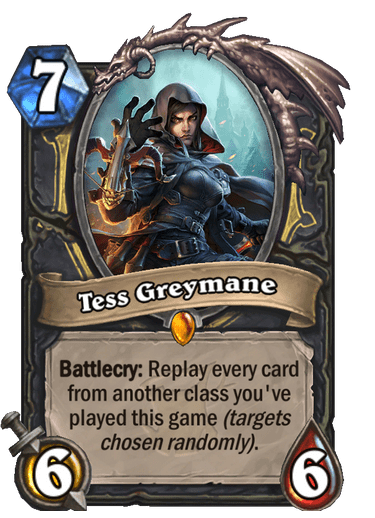 7
Tess Greymane
Battlecry: Replay every card
from another class you've
played this game (targets
chosen randomly).
6
6